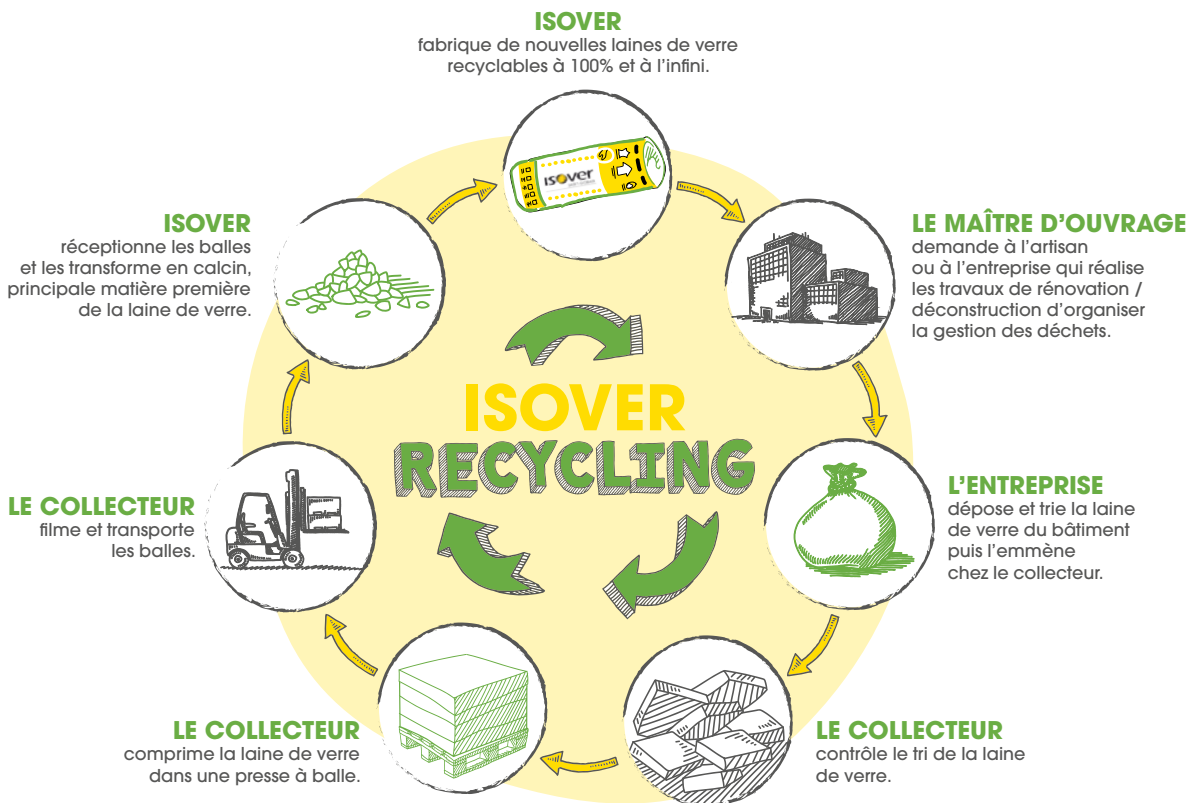 ISOVER
fabrique de nouvelles laines de verre
recyclables à 100% et à l'infini.
isover
LE MAÎTRE D'OUVRAGE
demande à l'artisan
ou à l'entreprise qui réalise
les travaux de rénovation /
déconstruction d'organiser
la gestion des déchets.
L'ENTREPRISE
dépose et trie la laine
de verre du bâtiment
puis l'emmène
chez le collecteur.
LE COLLECTEUR
contrôle le tri de la laine
de verre.
LE COLLECTEUR
comprime la laine de verre
dans une presse à balle.
LE COLLECTEUR
filme et transporte
les balles.
ISOVER
réceptionne les balles
et les transforme en calcin,
principale matière première
de la laine de verre.
ISOVER
RECYCLING